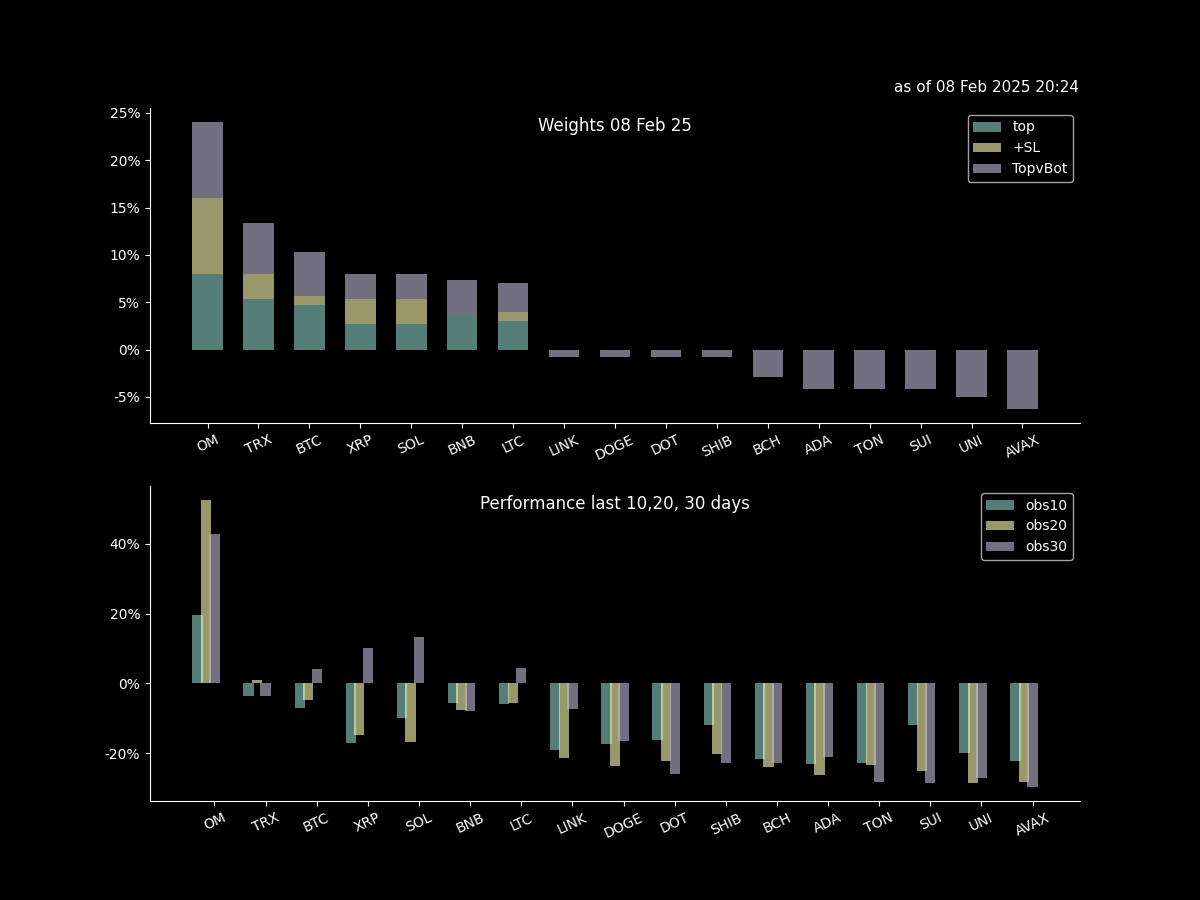 as of 08 Feb 2025 20:24
Weights 08 Feb 25
top
+SL
TopvBot
25%
20%
15%
10%
5%
0%
-5%
OM TRX BTC XRP SOL BNB LTC LINK DOGE DOT SHIB BCH ADA TON SUI UNI AVAX
Performance last 10,20, 30 days
obs10
obs20
obs30
40%
20%
0%
-20%
OM TRX BTC XRP SOL BNB LTC LINK DOGE DOT SHIB BCH ADA TON SUI UNI AVAX